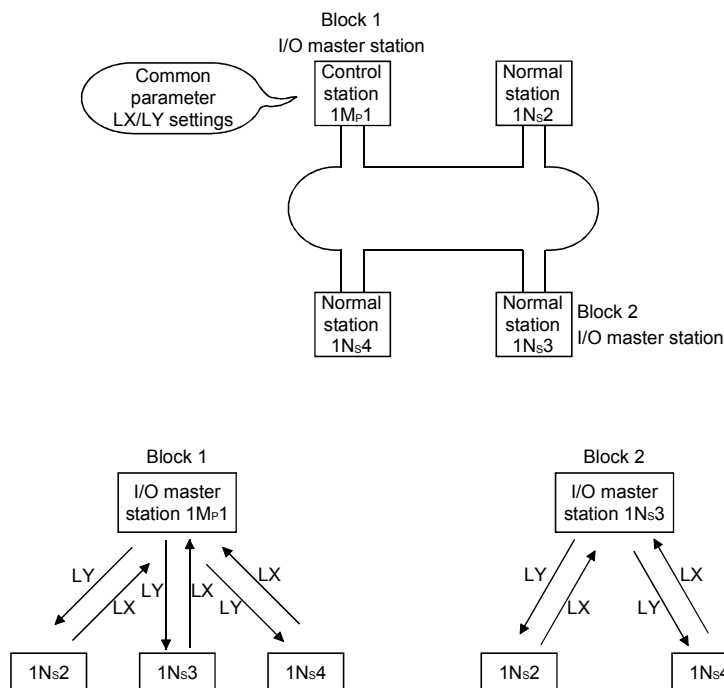 Block 1
I/O master station
Common
parameter
LX/LY settings
Control
station
1MP1
Normal
station
1NS2
Normal
station
1NS4
Normal
station
1NS3
Block 2
I/O master station
Block 1
I/O master
station 1MP1
LY
LX
LY
LX
LY
LX
1NS2
1NS3
1NS4
Block 2
I/O master
station 1NS3
LY
LX
LY
LX
1NS2
1NS4